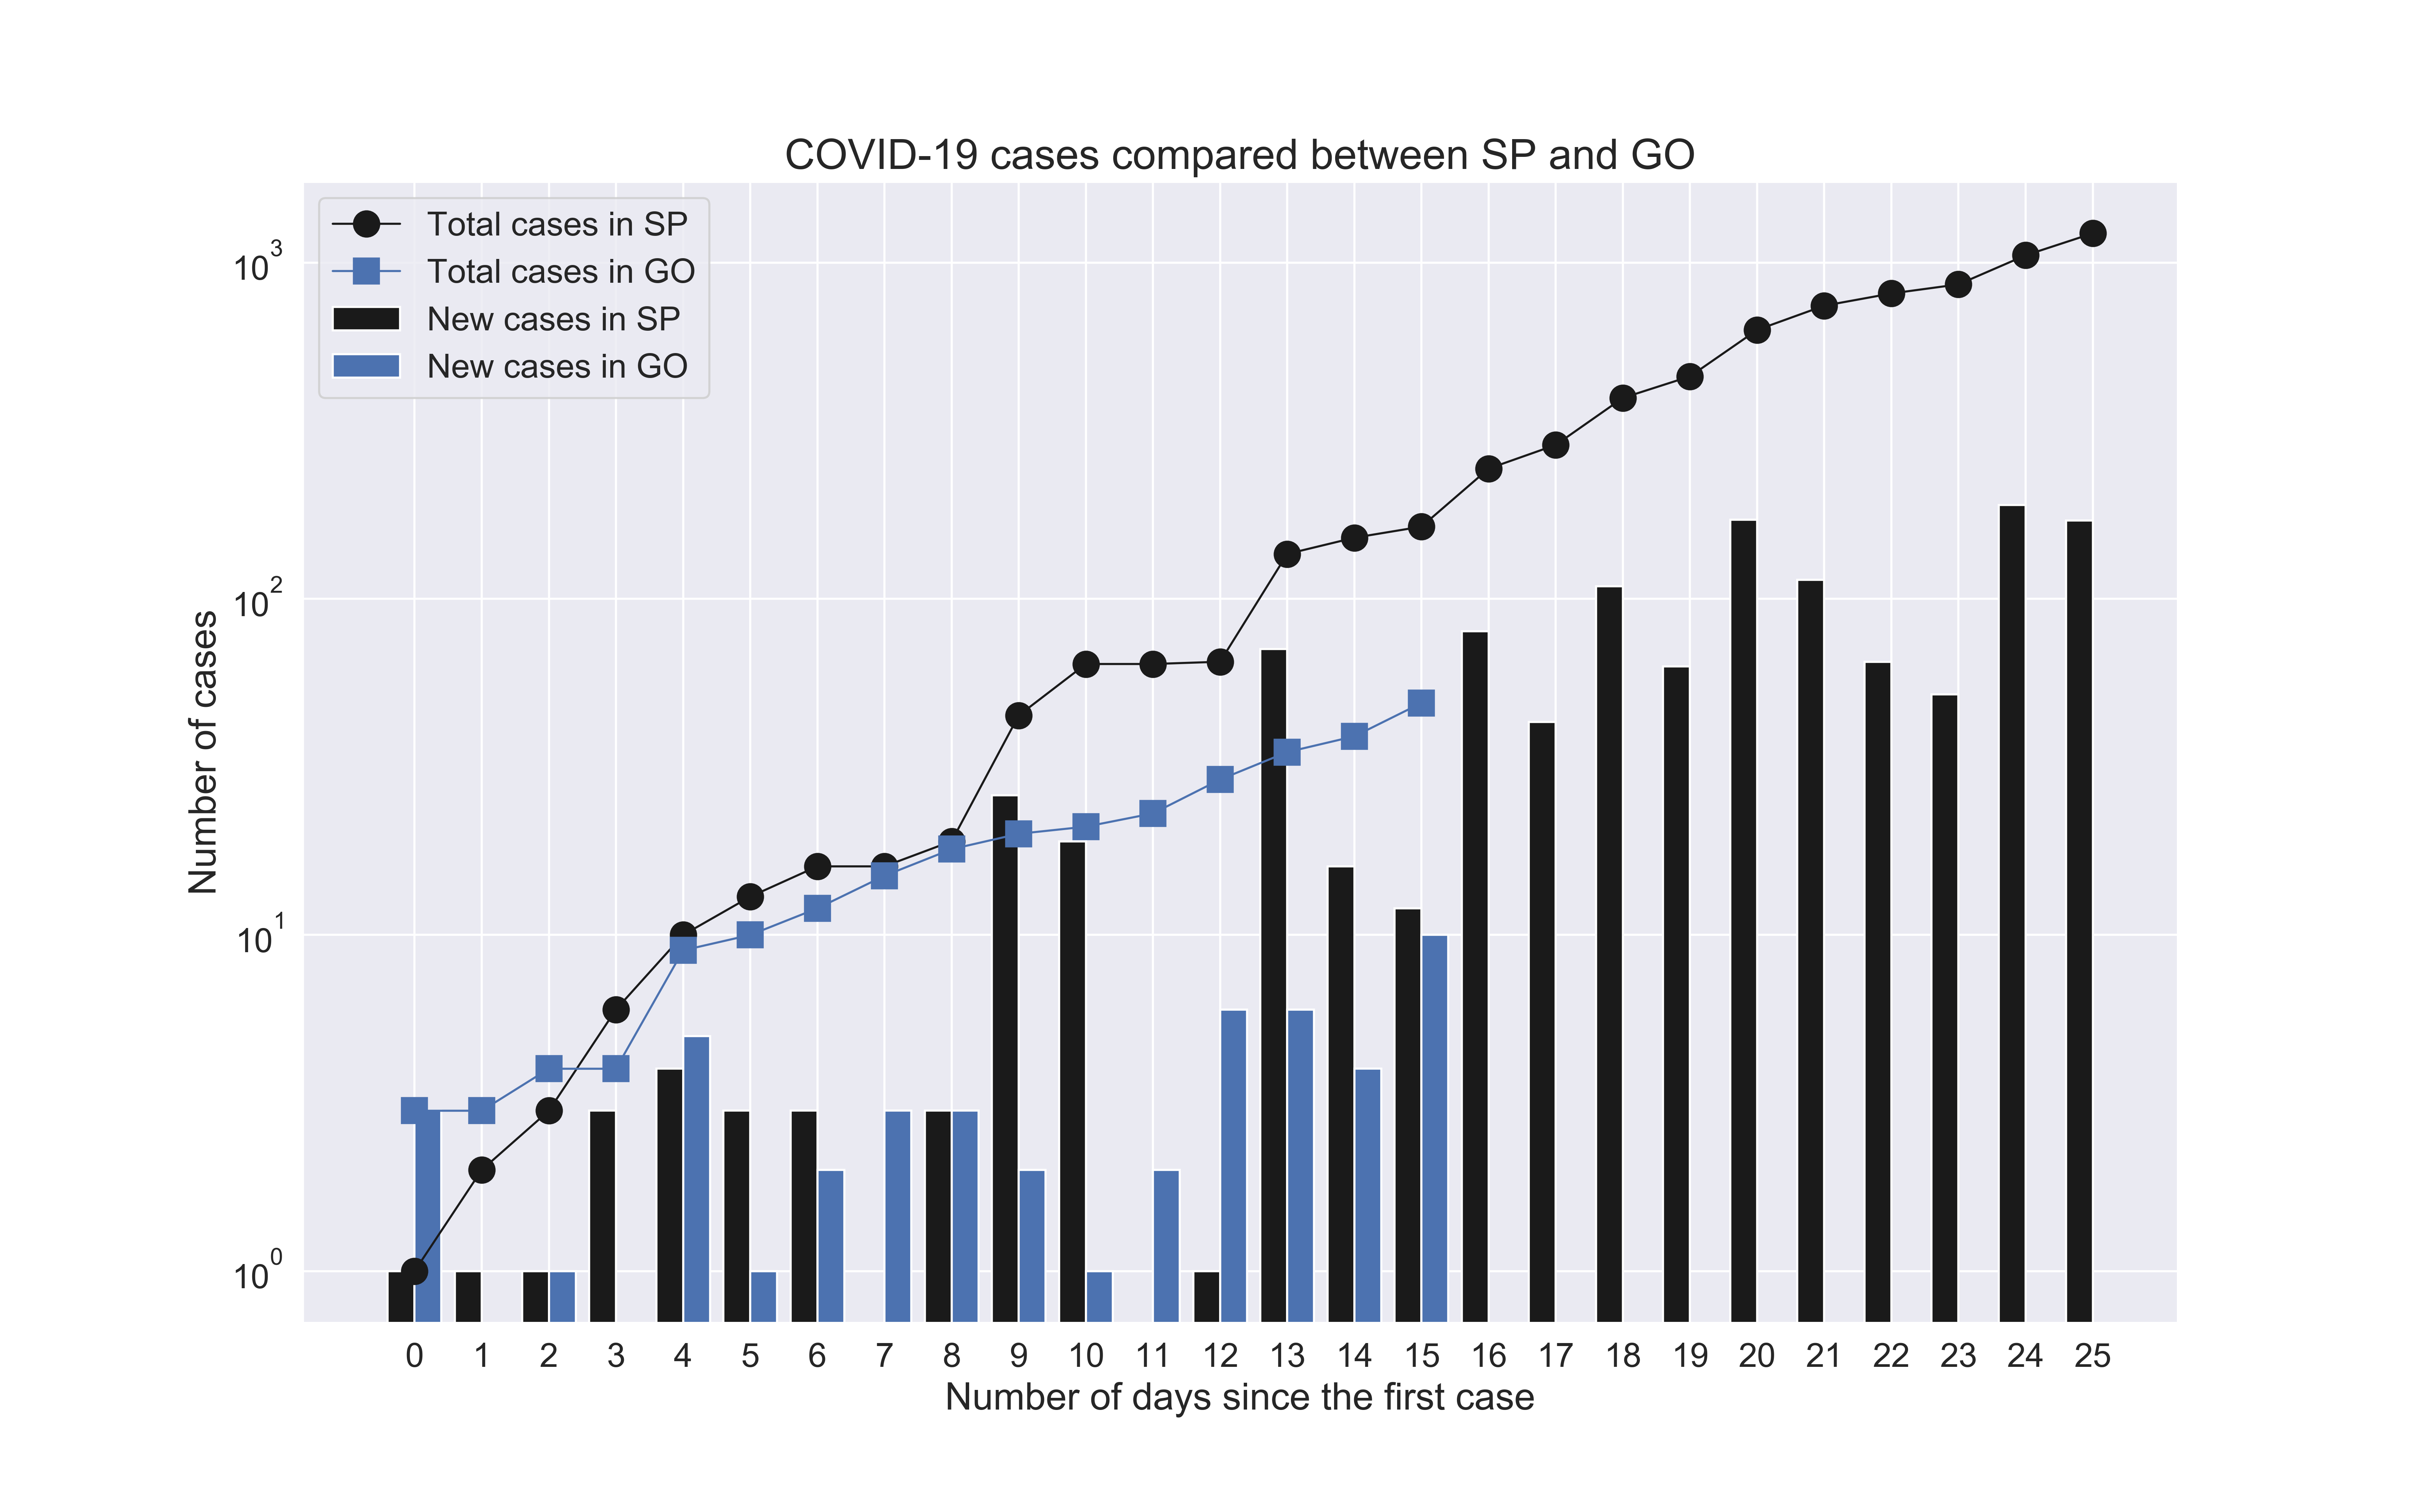 COVID-19 cases compared between SP and GO
Total cases in SP
Total cases in GO
New cases in SP
New cases in GO
10³
10²
10¹
10⁰
Number of cases
0 1 2 3 4 5 6 7 8 9 10 11 12 13 14 15 16 17 18 19 20 21 22 23 24 25
Number of days since the first case